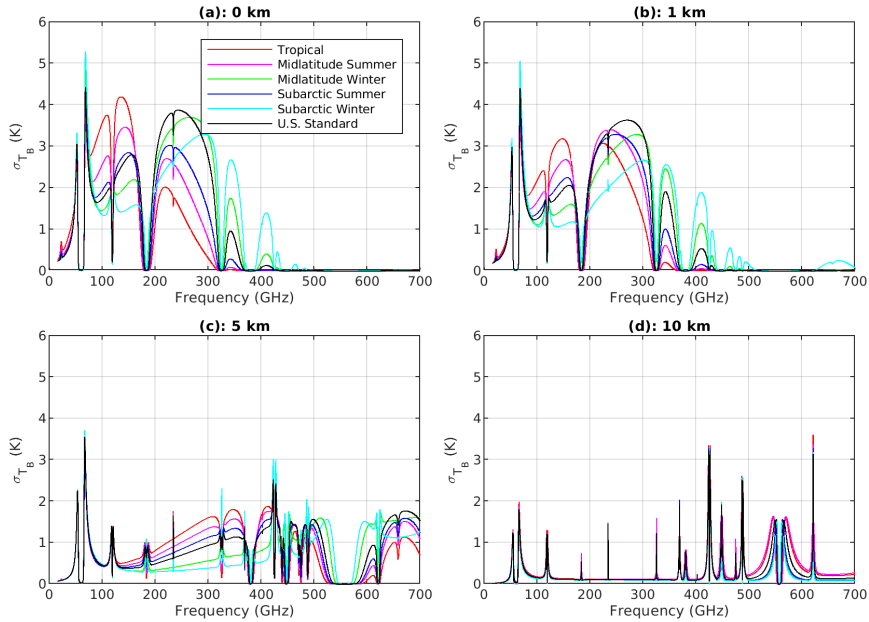 (a): 0 km
6
5
4
3
2
1
0
σ_T_B (K)
0 100 200 300 400 500 600 700
Frequency (GHz)
Tropical
Midlatitude Summer
Midlatitude Winter
Subarctic Summer
Subarctic Winter
U.S. Standard
(b): 1 km
6
5
4
3
2
1
0
σ_T_B (K)
0 100 200 300 400 500 600 700
Frequency (GHz)
(c): 5 km
6
5
4
3
2
1
0
σ_T_B (K)
0 100 200 300 400 500 600 700
Frequency (GHz)
(d): 10 km
6
5
4
3
2
1
0
σ_T_B (K)
0 100 200 300 400 500 600 700
Frequency (GHz)